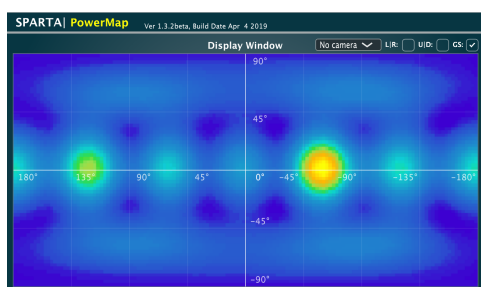 SPARTA| PowerMap Ver 1.3.2beta, Build Date Apr 4 2019
Display Window No camera L|R: U|D: GS:
90°
45°
180° 135° 90° 45° 0° −45° −90° −135° −180°
−45°
−90°